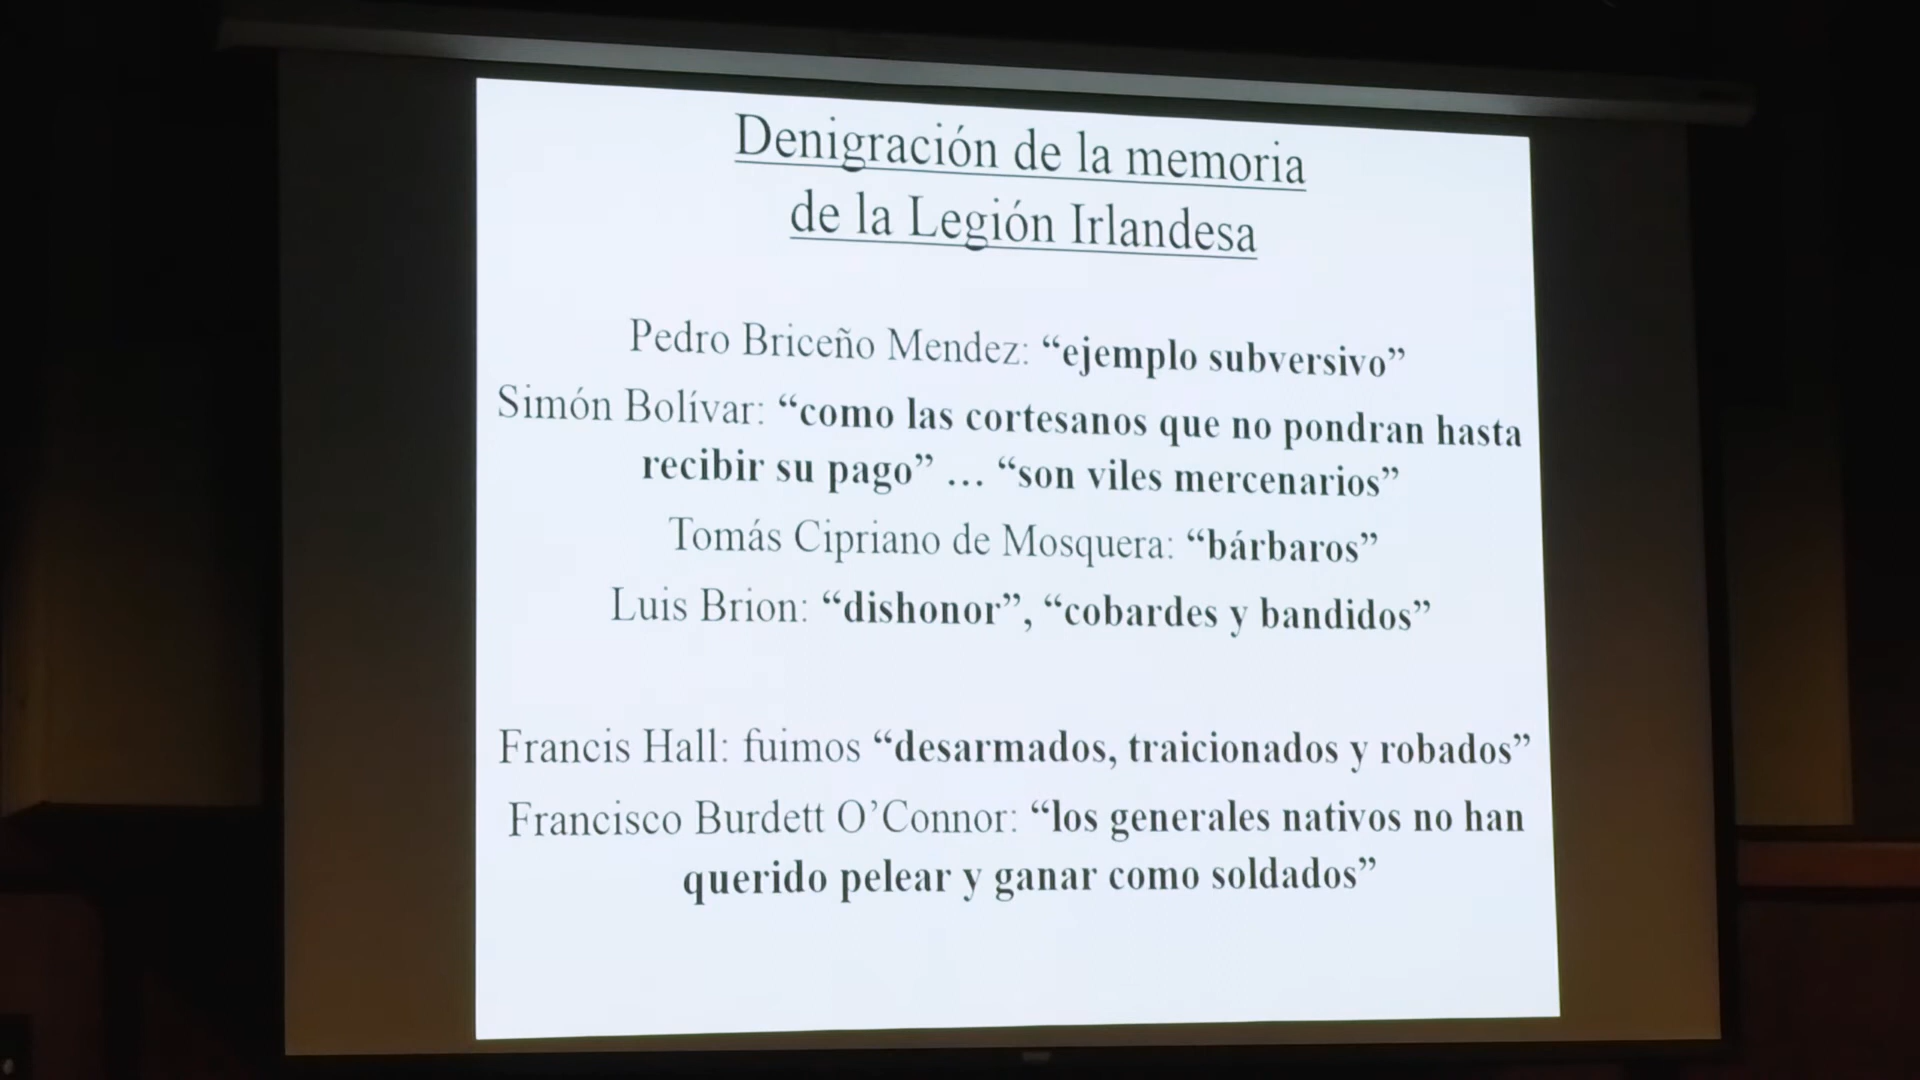 Denigración de la memoria
de la Legión Irlandesa
Pedro Briceño Mendez: “ejemplo subversivo”
Simón Bolívar: “como las cortesanos que no pondran hasta
recibir su pago” … “son viles mercenarios”
Tomás Cipriano de Mosquera: “bárbaros”
Luis Brion: “dishonor”, “cobardes y bandidos”
Francis Hall: fuimos “desarmados, traicionados y robados”
Francisco Burdett O’Connor: “los generales nativos no han
querido pelear y ganar como soldados”